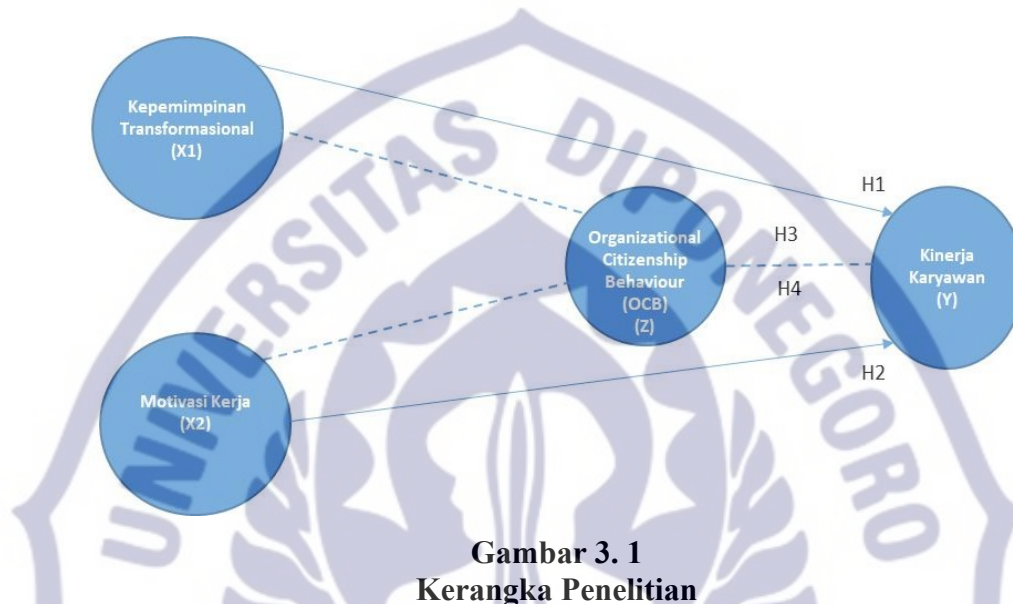 Kepemimpinan
Transformasional
(X1)
H1
Organizational
Citizenship
Behaviour
(OCB)
(Z)
H3
H4
Kinerja
Karyawan
(Y)
Motivasi Kerja
(X2)
H2
UNIVERSITAS DIPONEGORO
Gambar 3. 1
Kerangka Penelitian